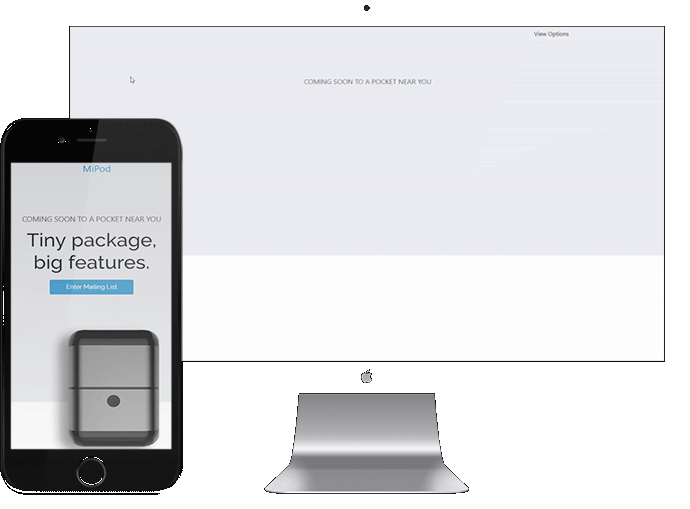 View Options
COMING SOON TO A POCKET NEAR YOU
MiPod
COMING SOON TO A POCKET NEAR YOU
Tiny package,
big features.
Enter Mailing List